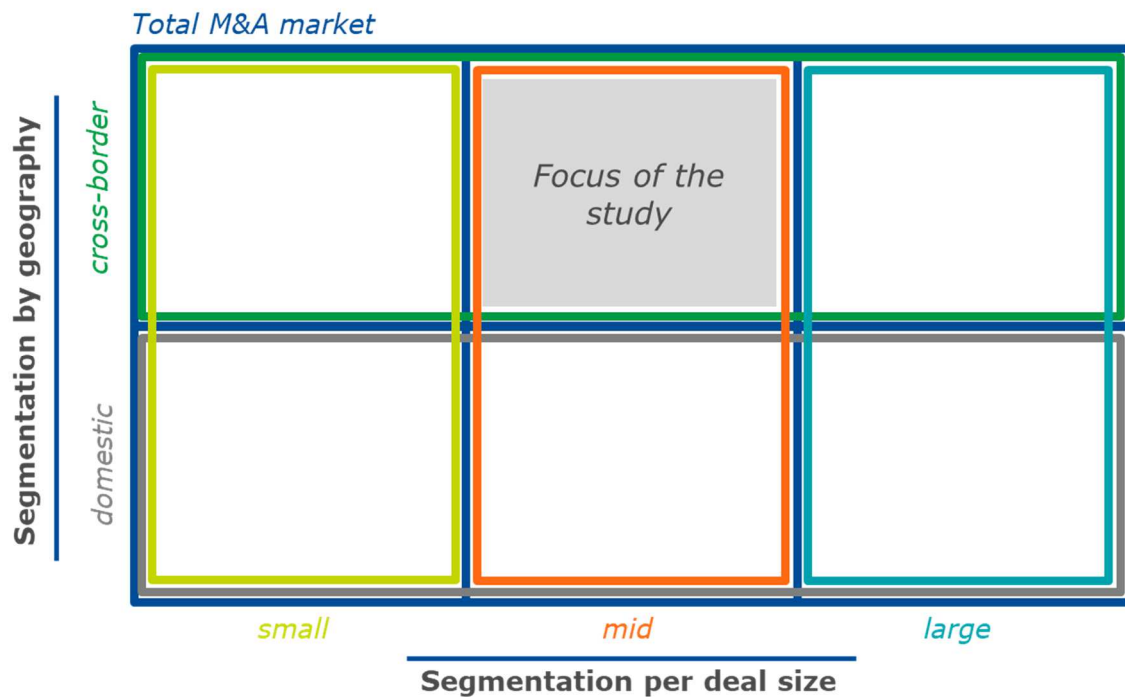 Total M&A market
Segmentation by geography
cross-border
domestic
Focus of the
study
small
mid
large
Segmentation per deal size